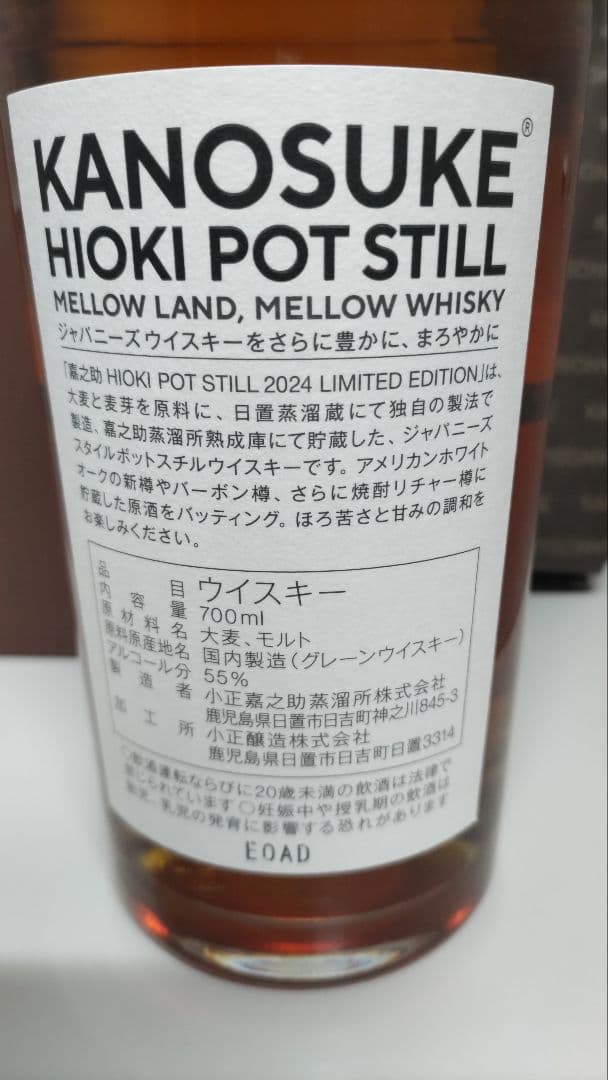 KANOSUKE®
HIOKI POT STILL
MELLOW LAND, MELLOW WHISKY
ジャパニーズウイスキーをさらに豊かに、まろやかに
「嘉之助 HIOKI POT STILL 2024 LIMITED EDITION」は、
大麦と麦芽を原料に、日置蒸溜蔵にて独自の製法で
製造、嘉之助蒸溜所熟成庫にて貯蔵した、ジャパニーズ
スタイルポットスチルウイスキーです。アメリカンホワイト
オークの新樽やバーボン樽、さらに焼酎リチャー樽に
貯蔵した原酒をバッティング。ほろ苦さと甘みの調和を
お楽しみください。
品目 ウイスキー
内容量 700ml
原材料名 大麦、モルト
原料原産地名 国内製造(グレーンウイスキー)
アルコール分 55%
製造者 小正嘉之助蒸溜所株式会社
鹿児島県日置市日吉町神之川845-3
加工所 小正醸造株式会社
鹿児島県日置市日吉町日置3314
○飲酒運転ならびに20歳未満の飲酒は法律で
禁じられています ○妊娠中や授乳期の飲酒は
胎児・乳児の発育に影響する恐れがあります
EOAD